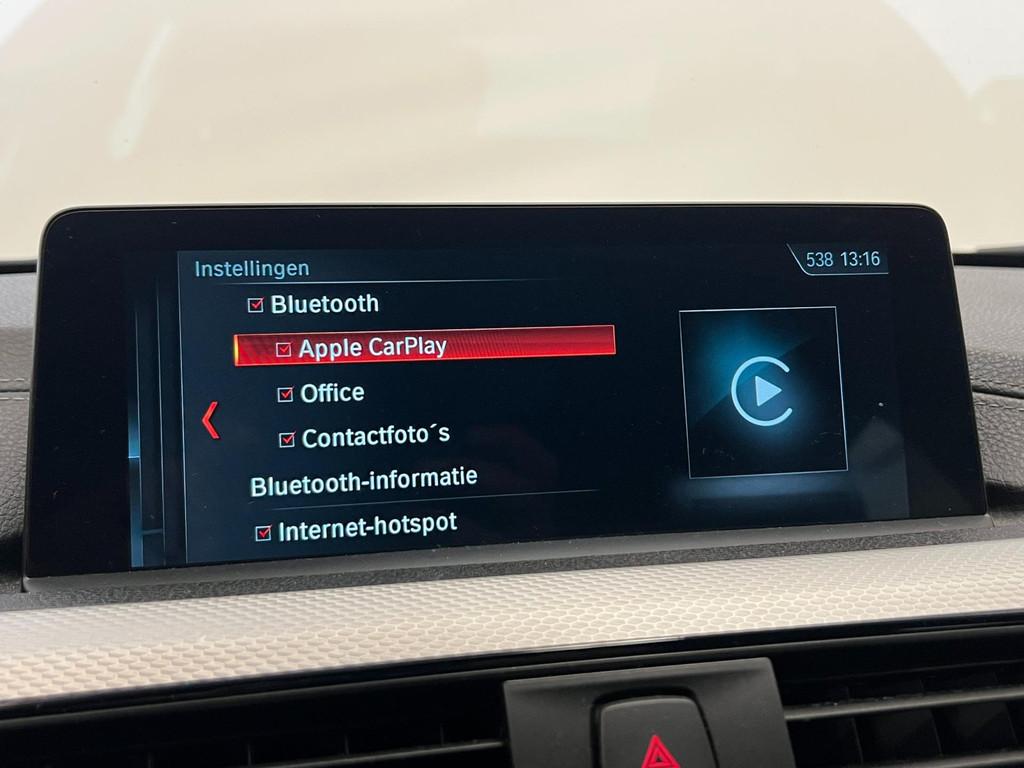 Instellingen
538 13:16
Bluetooth
Apple CarPlay
Office
Contactfoto´s
Bluetooth-informatie
Internet-hotspot